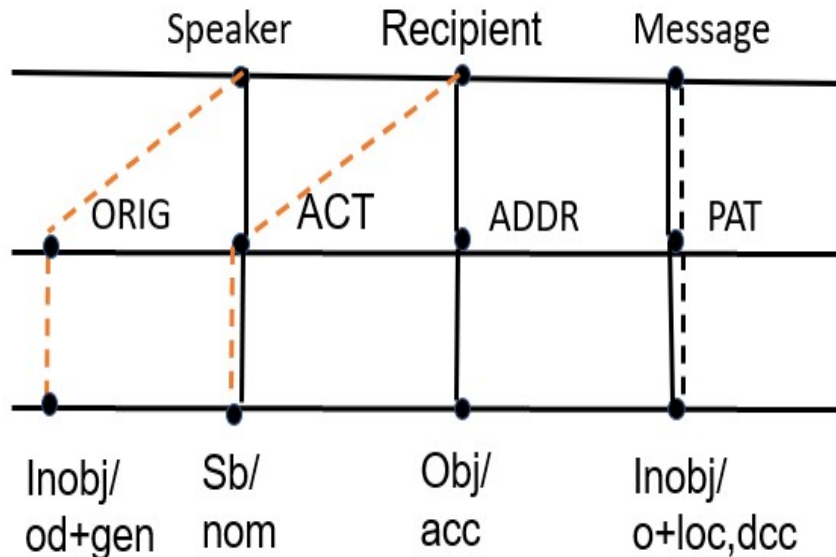 Speaker Recipient Message
ORIG ACT ADDR PAT
Inobj/ Sb/ Obj/ Inobj/
od+gen nom acc o+loc,dcc